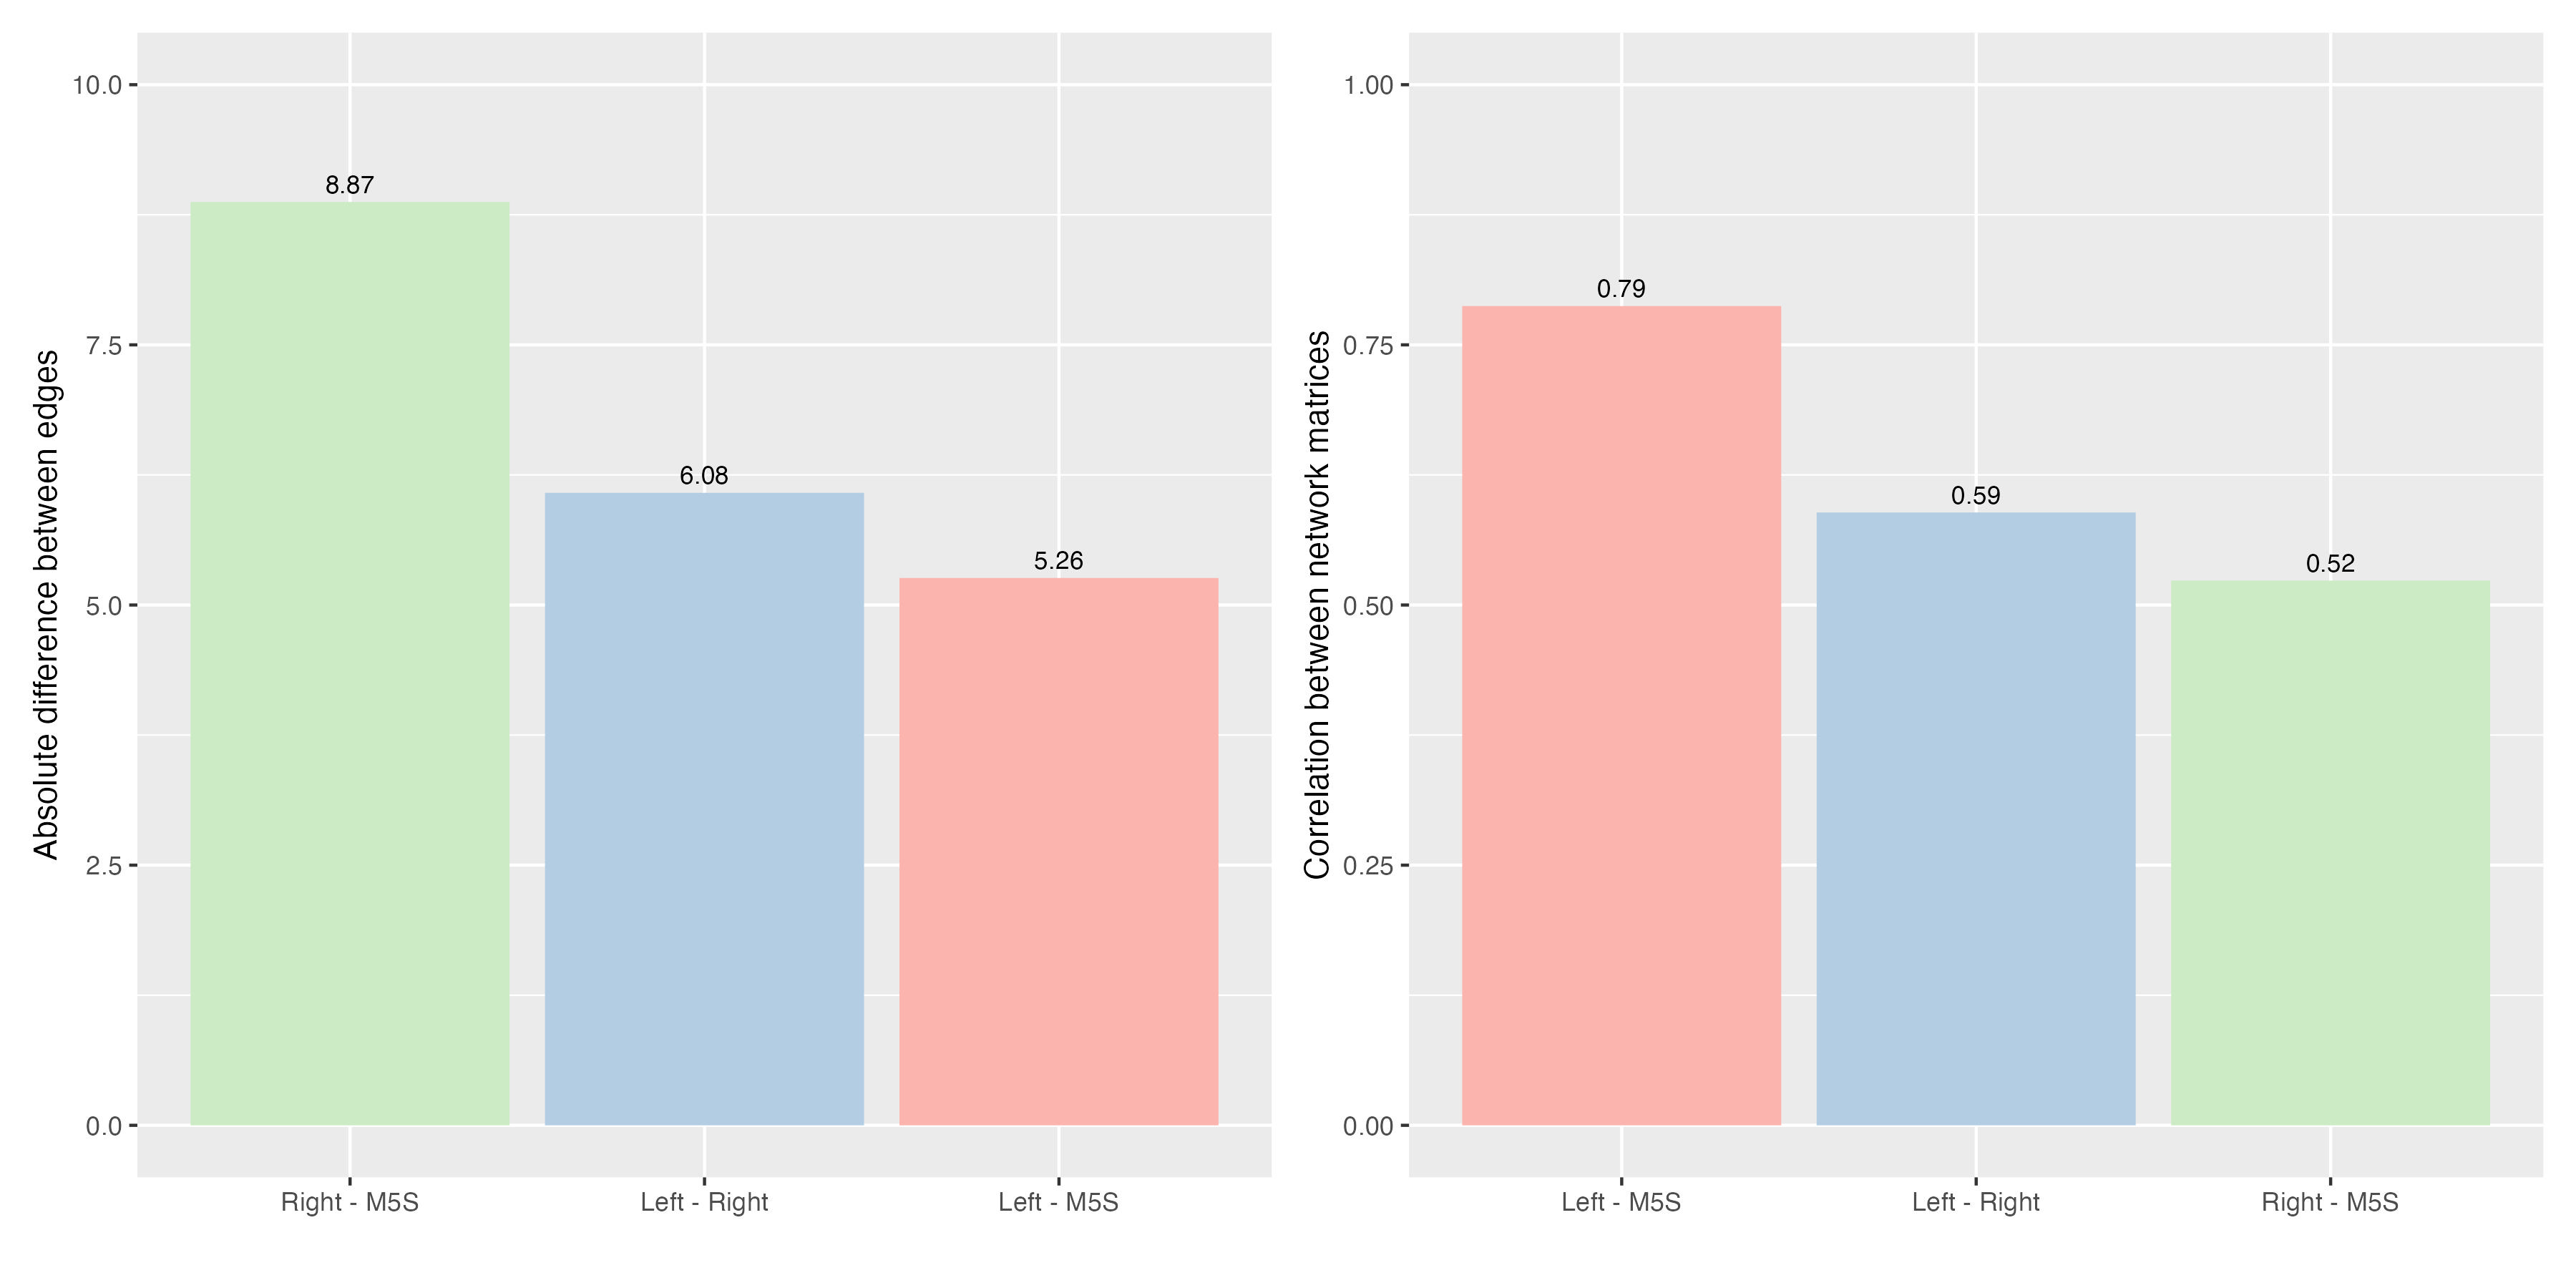 Absolute difference between edges
10.0
7.5
5.0
2.5
0.0
8.87
6.08
5.26
Right - M5S
Left - Right
Left - M5S
Correlation between network matrices
1.00
0.75
0.50
0.25
0.00
0.79
0.59
0.52
Left - M5S
Left - Right
Right - M5S